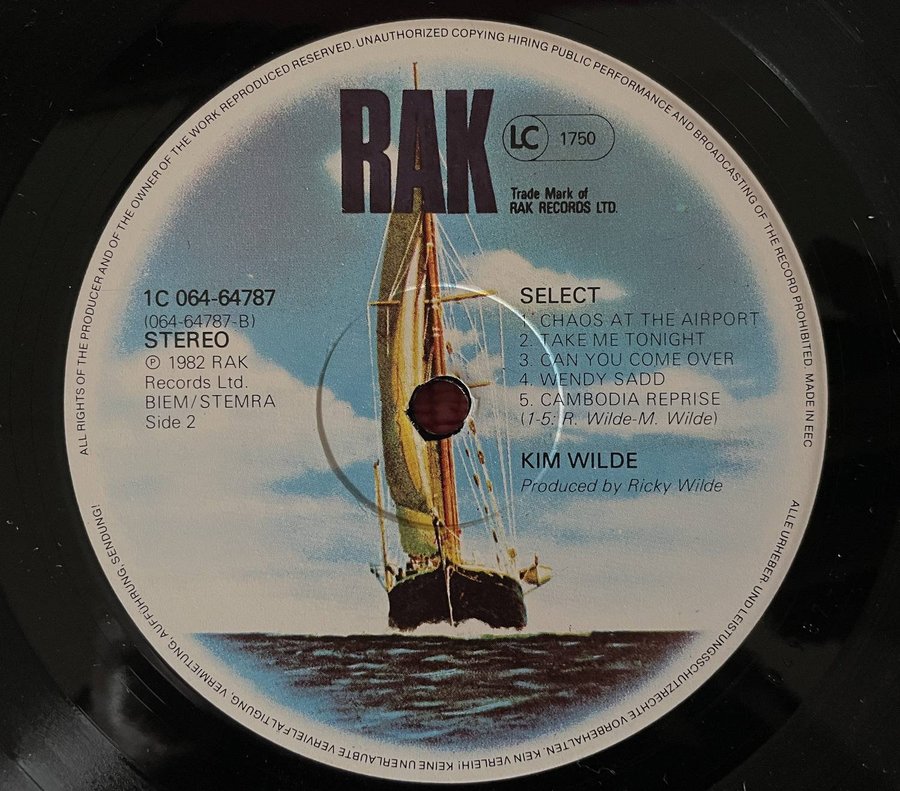 ALL RIGHTS OF THE PRODUCER AND OF THE OWNER OF THE WORK REPRODUCED RESERVED. UNAUTHORIZED COPYING HIRING PUBLIC PERFORMANCE AND BROADCASTING OF THE RECORD PROHIBITED. MADE IN EEC
RAK
LC 1750
Trade Mark of
RAK RECORDS LTD.
1C 064-64787
(064-64787-B)
STEREO
℗ 1982 RAK
Records Ltd.
BIEM/STEMRA
Side 2
SELECT
1. CHAOS AT THE AIRPORT
2. TAKE ME TONIGHT
3. CAN YOU COME OVER
4. WENDY SADD
5. CAMBODIA REPRISE
(1-5: R. Wilde-M. Wilde)
KIM WILDE
Produced by Ricky Wilde
ALLE URHEBER- UND LEISTUNGSSCHUTZRECHTE VORBEHALTEN. KEIN VERLEIH! KEINE UNERLAUBTE VERVIELFÄLTIGUNG, VERMIETUNG, AUFFÜHRUNG, SENDUNG!